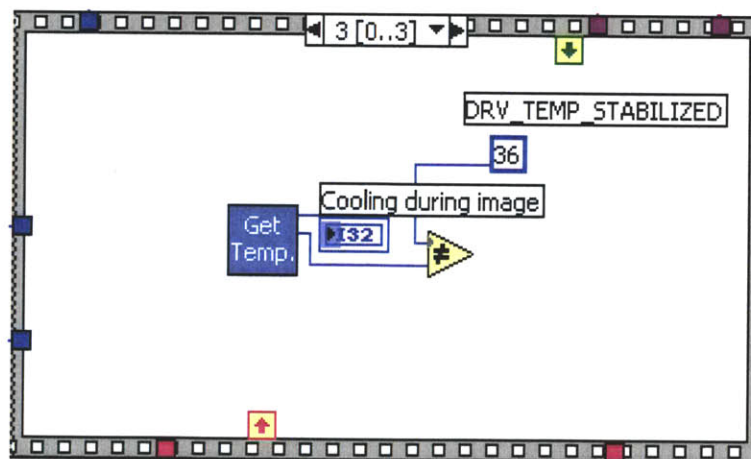 3 [0..3]
DRV_TEMP_STABILIZED
36
Cooling during image
Get
Temp.
I32
≠